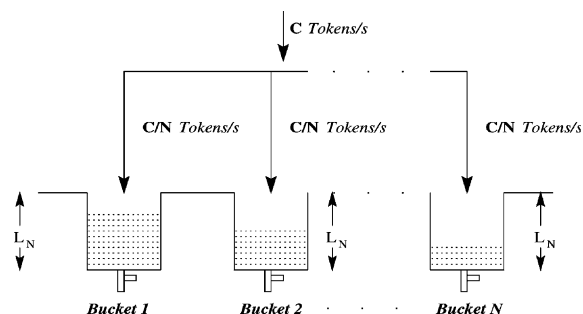 C Tokens/s
C/N Tokens/s C/N Tokens/s C/N Tokens/s
L_N L_N L_N
Bucket 1 Bucket 2 . . . . Bucket N